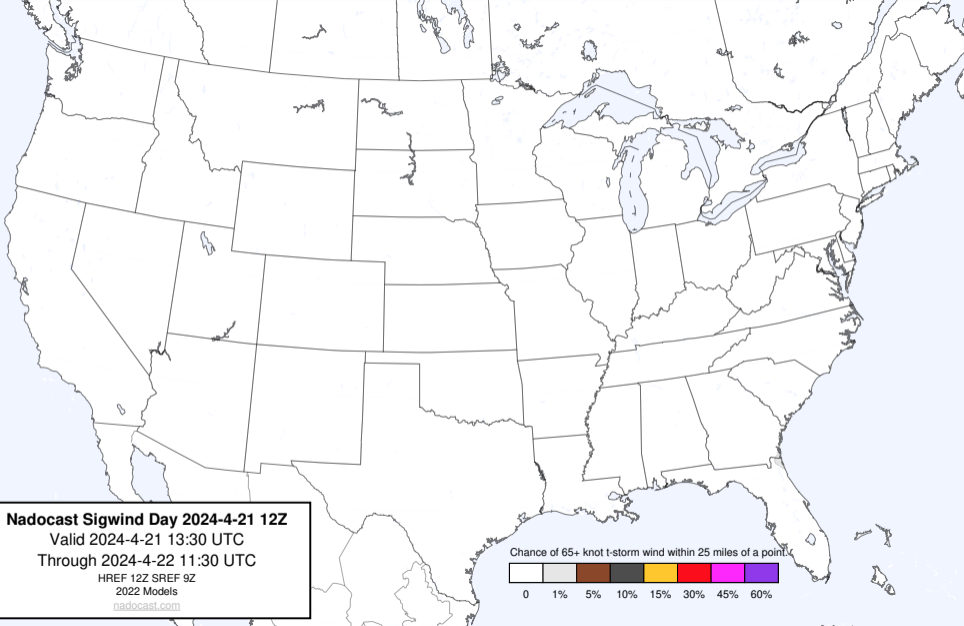 Nadocast Sigwind Day 2024-4-21 12Z
Valid 2024-4-21 13:30 UTC
Through 2024-4-22 11:30 UTC
HREF 12Z SREF 9Z
2022 Models
nadocast.com
Chance of 65+ knot t-storm wind within 25 miles of a point.
0 1% 5% 10% 15% 30% 45% 60%